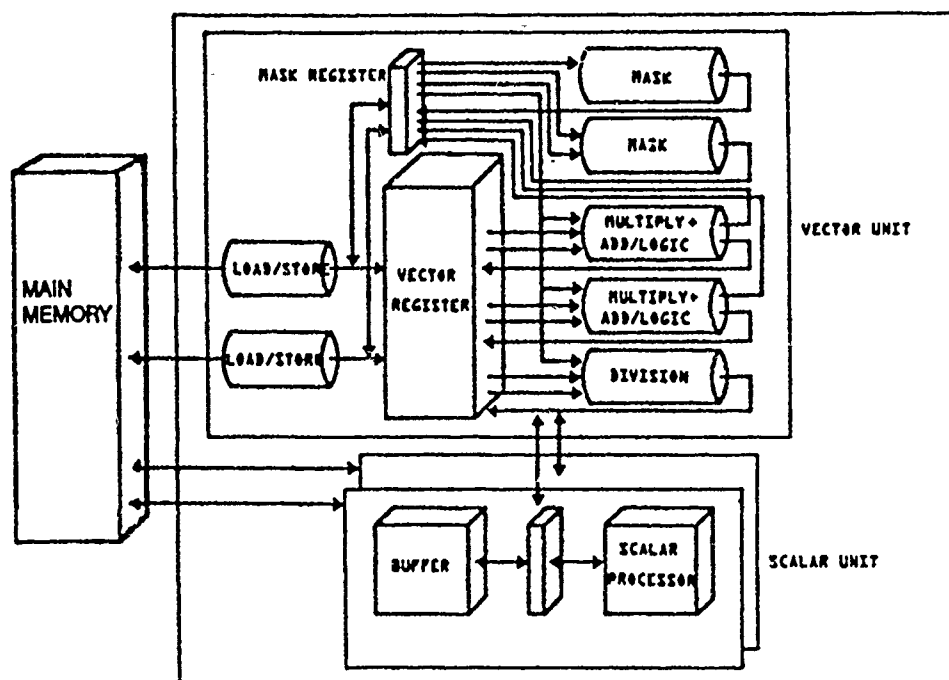 MASK REGISTER
MASK
MASK
MULTIPLY+
ADD/LOGIC
VECTOR UNIT
LOAD/STORE
VECTOR
REGISTER
MAIN
MEMORY
MULTIPLY+
ADD/LOGIC
LOAD/STORE
DIVISION
BUFFER
SCALAR
PROCESSOR
SCALAR UNIT